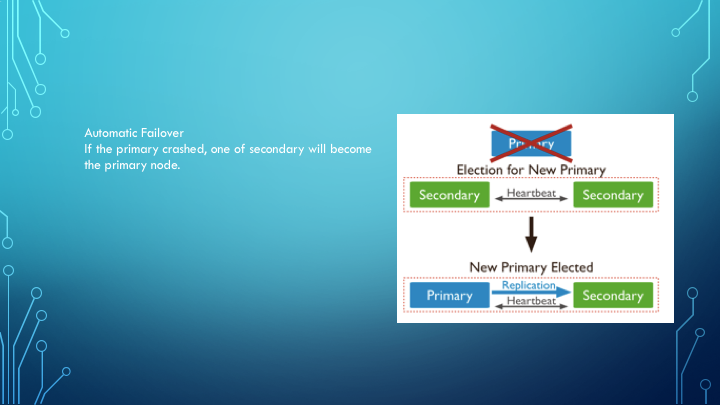 Automatic Failover
If the primary crashed, one of secondary will become
the primary node.
Primary
Election for New Primary
Secondary
Heartbeat
Secondary
New Primary Elected
Primary
Replication
Heartbeat
Secondary